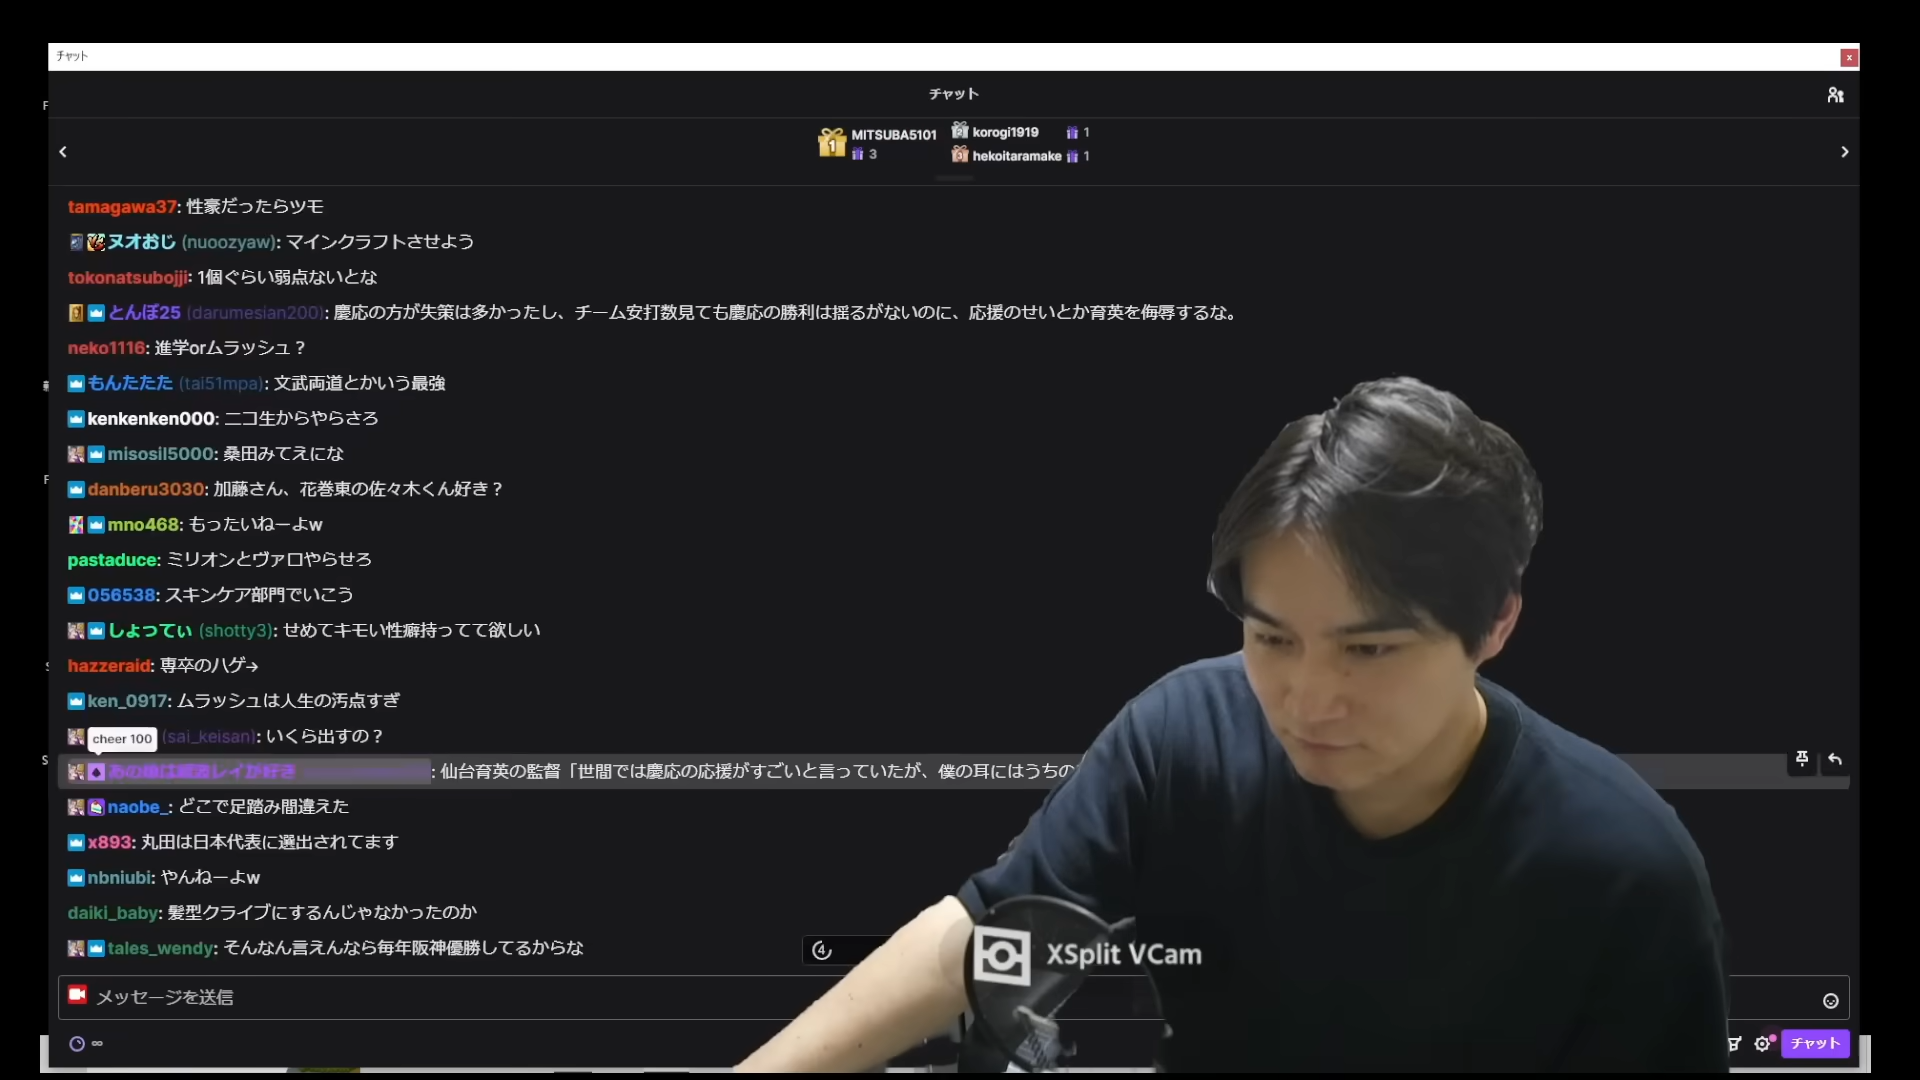 チャット
チャット
MITSUBA5101
3
korogi1919 1
hekoitaramake 1
tamagawa37: 性豪だったらツモ
ヌオおじ (nuoozyaw): マインクラフトさせよう
tokonatsubojji: 1個ぐらい弱点ないとな
とんぼ25 (darumesian200): 慶応の方が失策は多かったし、チーム安打数見ても慶応の勝利は揺るがないのに、応援のせいとか育英を侮辱するな。
neko1116: 進学orムラッシュ？
もんたたた (tai51mpa): 文武両道とかいう最強
kenkenken000: ニコ生からやらさろ
misosil5000: 桑田みてえにな
danberu3030: 加藤さん、花巻東の佐々木くん好き？
mno468: もったいねーよw
pastaduce: ミリオンとヴァロやらせろ
056538: スキンケア部門でいこう
しょってぃ (shotty3): せめてキモい性癖持ってて欲しい
hazzeraid: 専卒のハゲ→
ken_0917: ムラッシュは人生の汚点すぎ
cheer 100 (sai_keisan): いくら出すの？
: 仙台育英の監督「世間では慶応の応援がすごいと言っていたが、僕の耳にはうちの
naobe_: どこで足踏み間違えた
x893: 丸田は日本代表に選出されてます
nbniubi: やんねーよw
daiki_baby: 髪型クライブにするんじゃなかったのか
tales_wendy: そんなん言えんなら毎年阪神優勝してるからな
4
XSplit VCam
メッセージを送信
∞
チャット